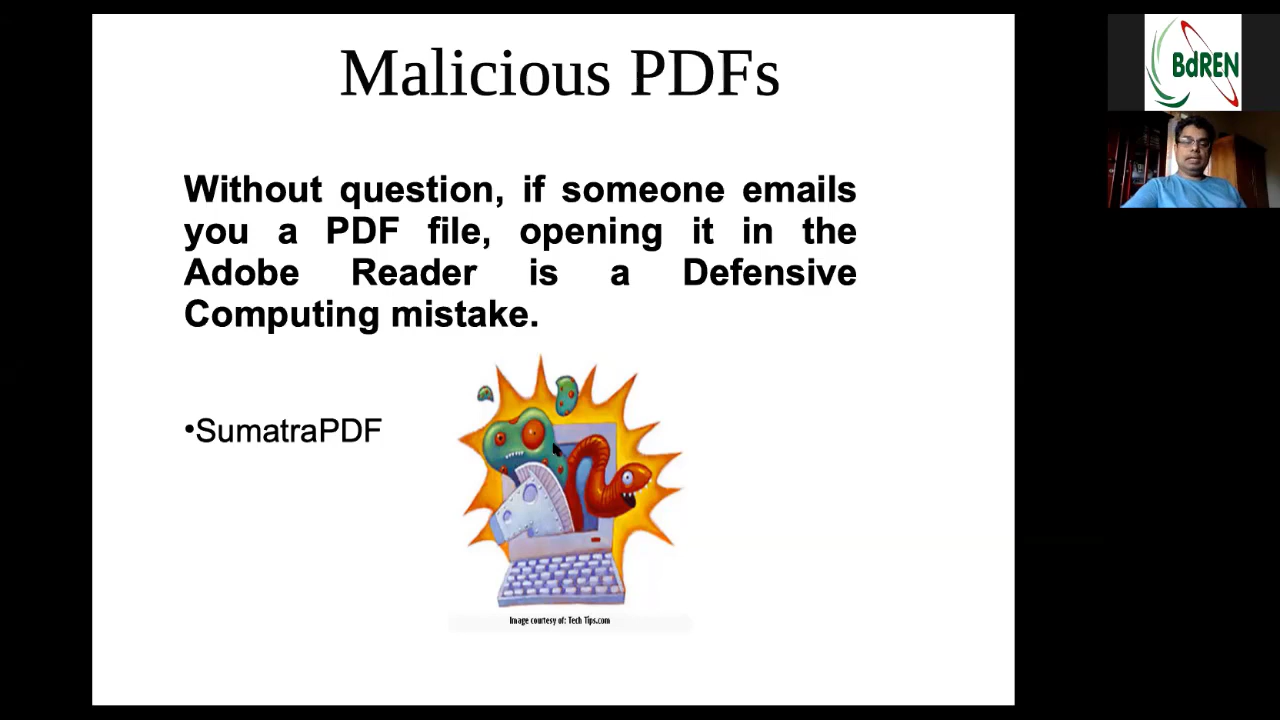 Malicious PDFs
BdREN
Without question, if someone emails
you a PDF file, opening it in the
Adobe Reader is a Defensive
Computing mistake.
•SumatraPDF
Image courtesy of: Tech Tips.com